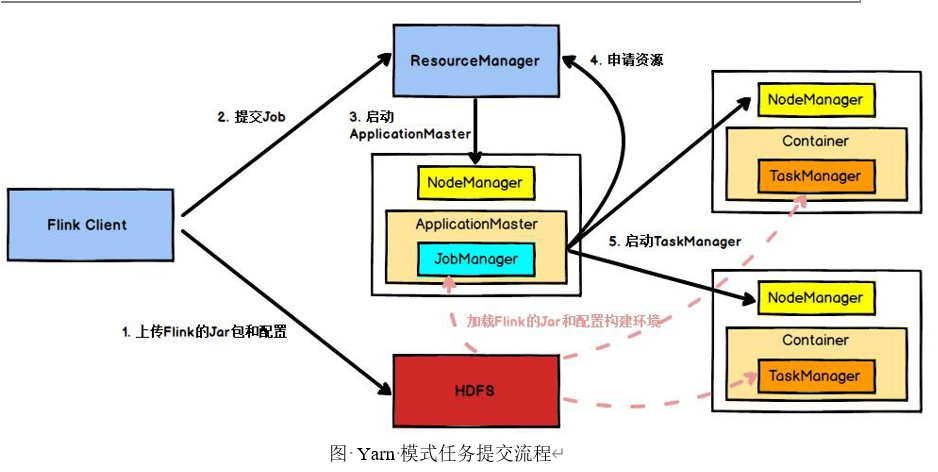 ResourceManager
4. 申请资源
2. 提交Job
3. 启动
ApplicationMaster
NodeManager
Container
TaskManager
NodeManager
ApplicationMaster
JobManager
Flink Client
5. 启动TaskManager
NodeManager
Container
TaskManager
加载Flink的Jar和配置构建环境
1. 上传Flink的Jar包和配置
HDFS
图·Yarn·模式任务提交流程↵